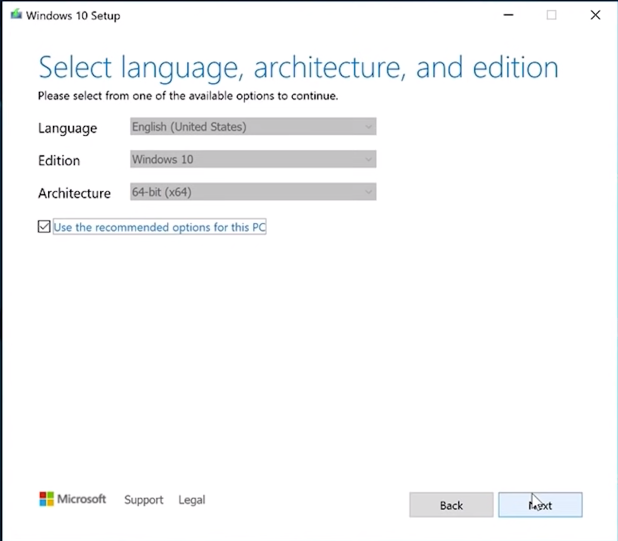 Windows 10 Setup
Select language, architecture, and edition
Please select from one of the available options to continue.
Language English (United States)
Edition Windows 10
Architecture 64-bit (x64)
Use the recommended options for this PC
Microsoft Support Legal Back Next